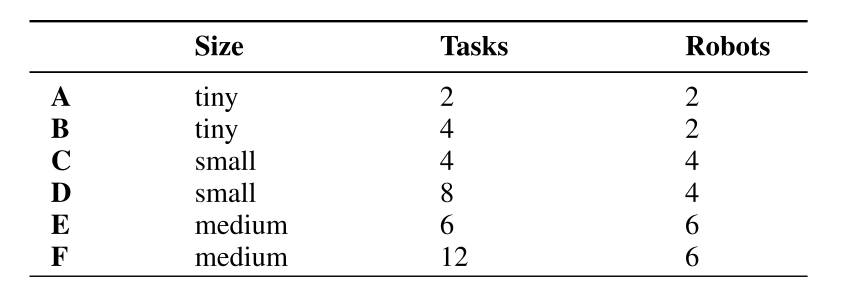 Size Tasks Robots
A tiny 2 2
B tiny 4 2
C small 4 4
D small 8 4
E medium 6 6
F medium 12 6